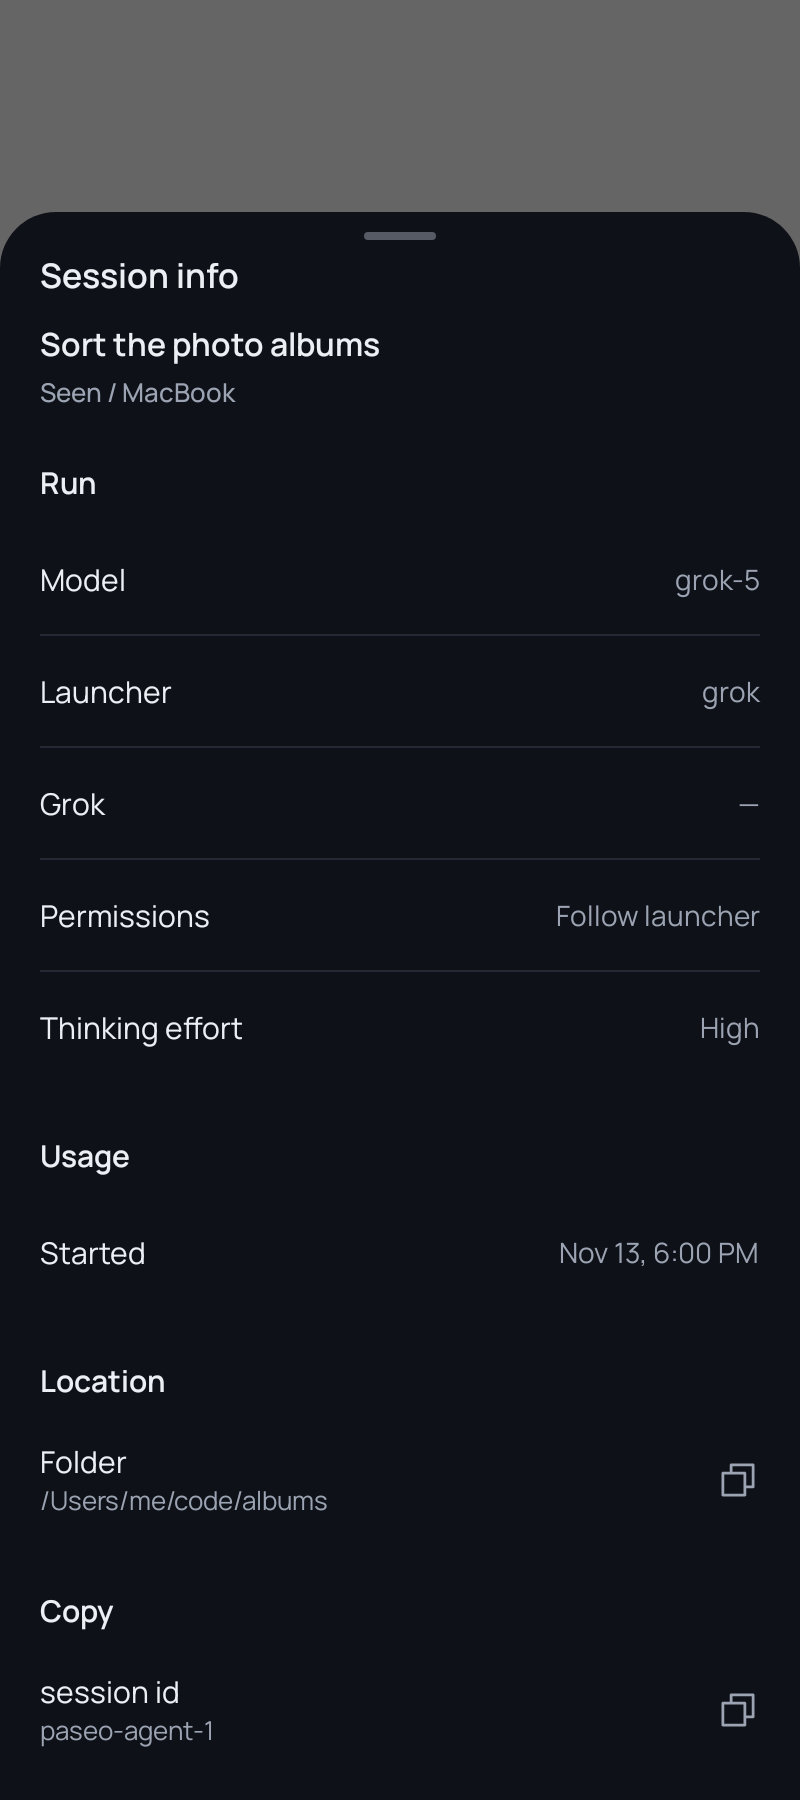 Session info
Sort the photo albums
Seen / MacBook
Run
Model grok-5
Launcher grok
Grok —
Permissions Follow launcher
Thinking effort High
Usage
Started Nov 13, 6:00 PM
Location
Folder
/Users/me/code/albums
Copy
session id
paseo-agent-1